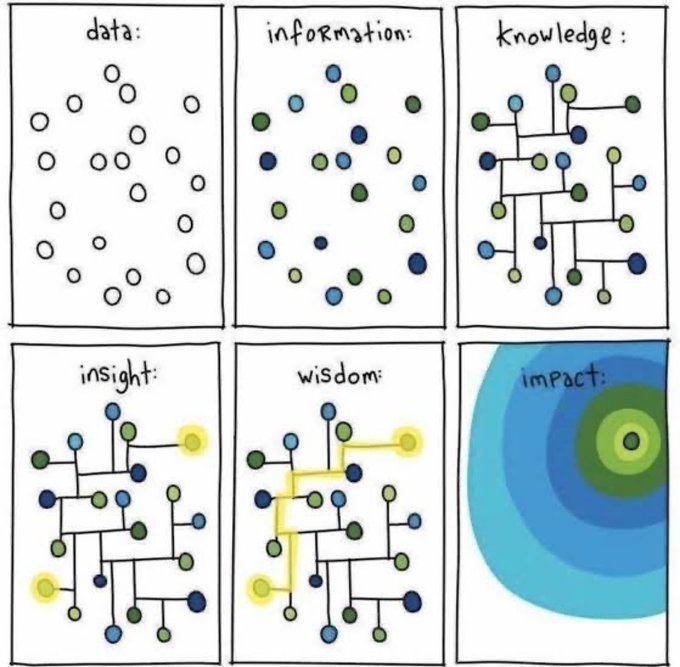 data:
information:
knowledge:
insight:
wisdom:
impact: